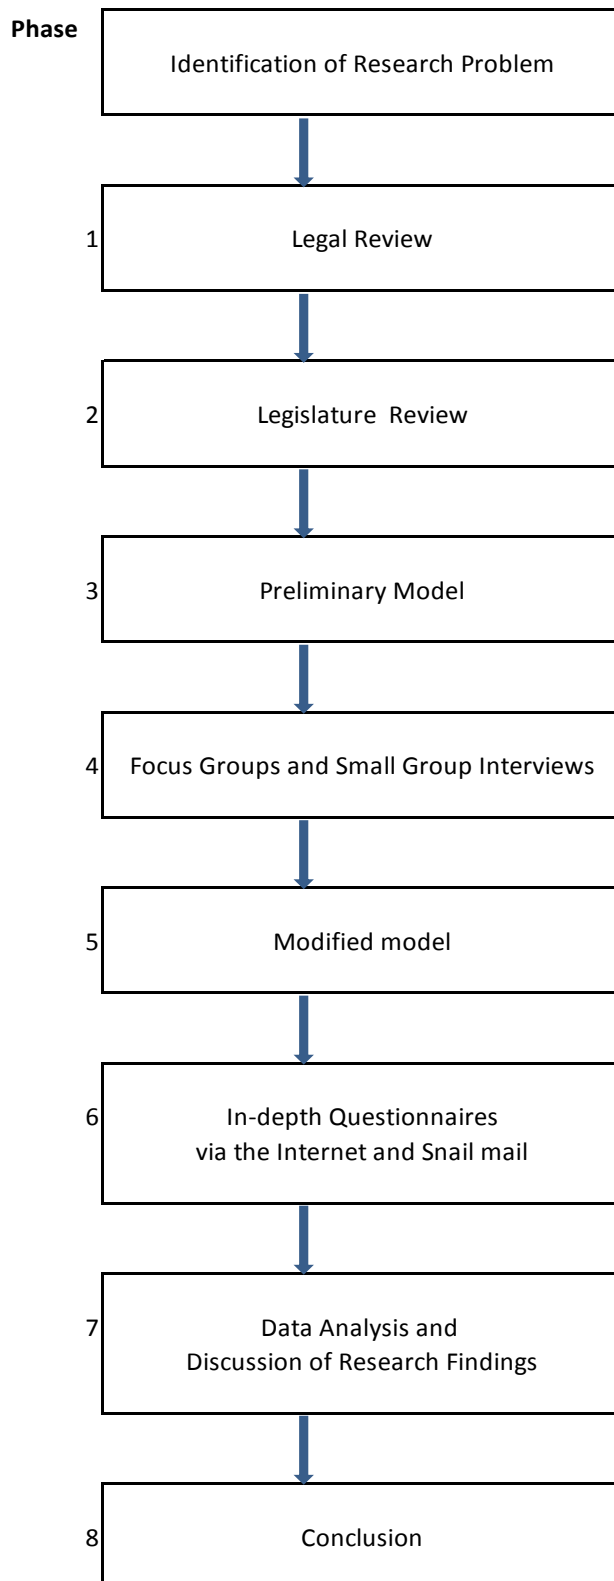 Phase
Identification of Research Problem
1
Legal Review
2
Legislature Review
3
Preliminary Model
4
Focus Groups and Small Group Interviews
5
Modified model
6
In-depth Questionnaires
via the Internet and Snail mail
7
Data Analysis and
Discussion of Research Findings
8
Conclusion